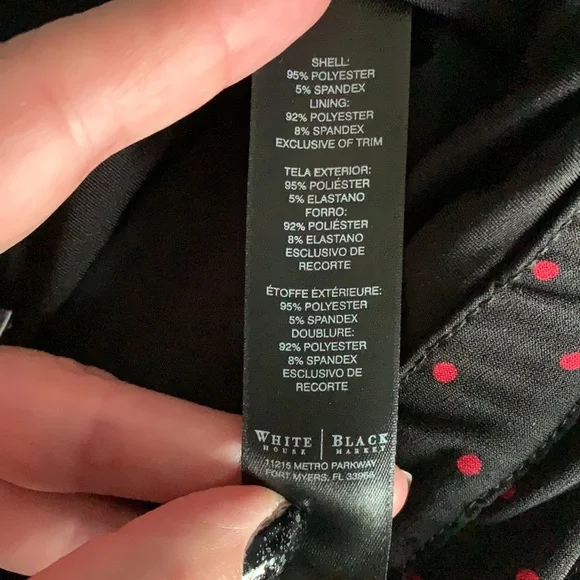 SHELL:
95% POLYESTER
5% SPANDEX
LINING:
92% POLYESTER
8% SPANDEX
EXCLUSIVE OF TRIM
TELA EXTERIOR:
95% POLIÉSTER
5% ELASTANO
FORRO:
92% POLIÉSTER
8% ELASTANO
ESCLUSIVO DE
RECORTE
ÉTOFFE EXTÉRIEURE:
95% POLYESTER
5% SPANDEX
DOUBLURE:
92% POLYESTER
8% SPANDEX
ESCLUSIVO DE
RECORTE
WHITE | BLACK
HOUSE MARKET
11215 METRO PARKWAY
FORT MYERS, FL